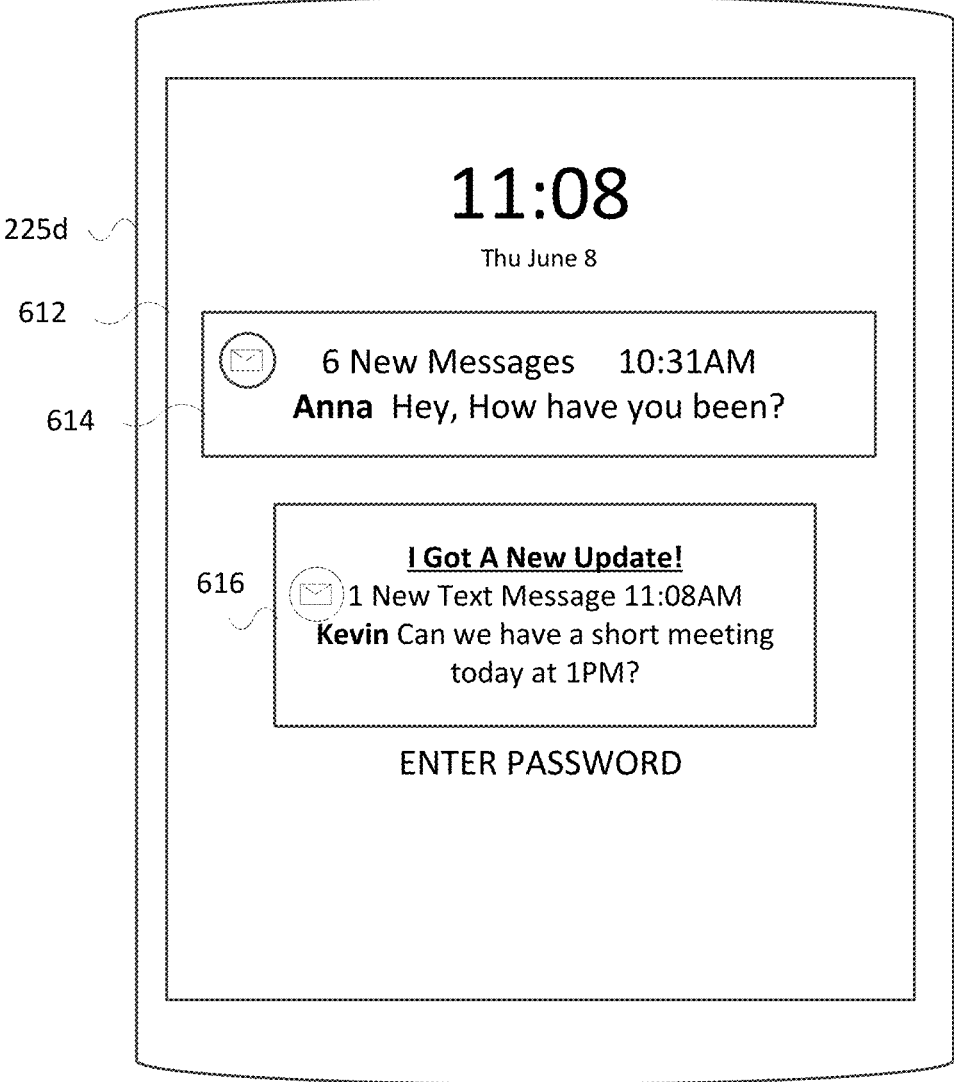 11:08
225d
Thu June 8
612
6 New Messages 10:31AM
Anna Hey, How have you been?
614
I Got A New Update!
616
1 New Text Message 11:08AM
Kevin Can we have a short meeting
today at 1PM?
ENTER PASSWORD